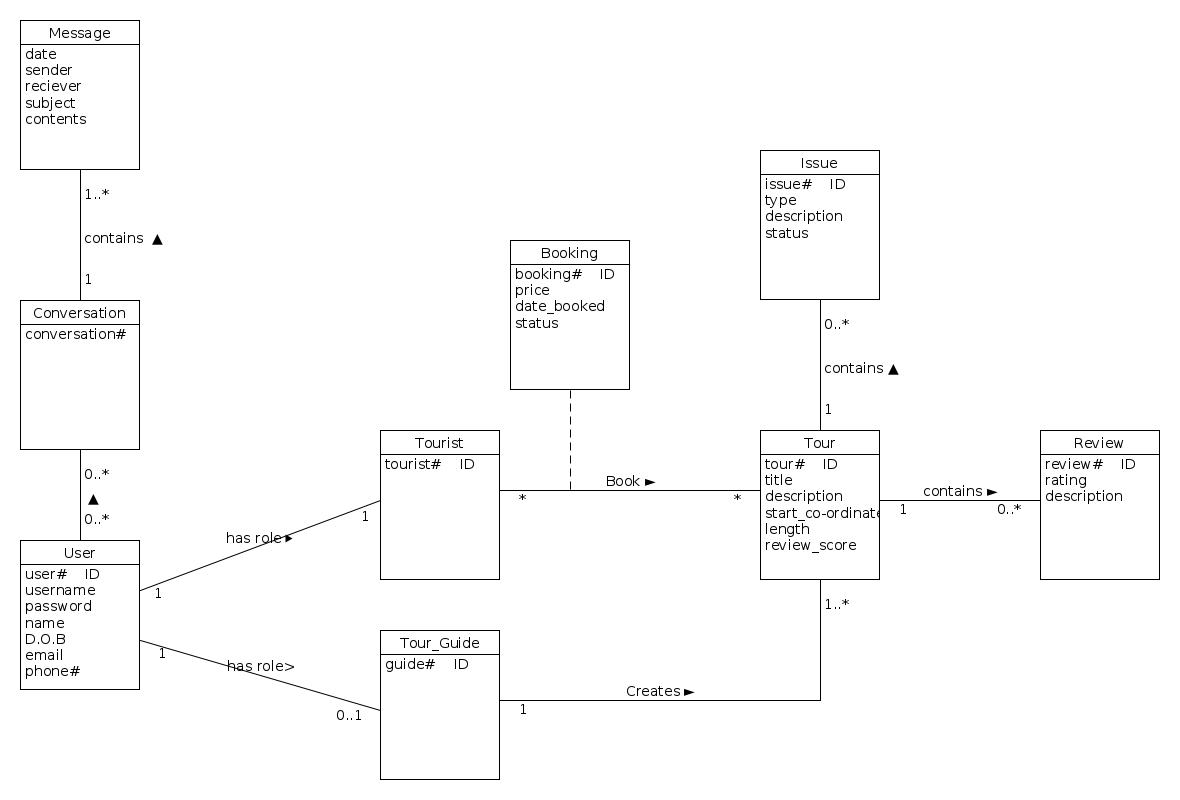 Message
date
sender
reciever
subject
contents
1..*
contains ▲
1
Conversation
conversation#
0..*
▲
0..*
User
user# ID
username
password
name
D.O.B
email
phone#
1
has role ►
1
1
has role>
0..1
Tourist
tourist# ID
Tour_Guide
guide# ID
Booking
booking# ID
price
date_booked
status
*
Book ►
*
1
Creates ►
1..*
Issue
issue# ID
type
description
status
0..*
contains ▲
1
Tour
tour# ID
title
description
start_co-ordinate
length
review_score
1
contains ►
0..*
Review
review# ID
rating
description